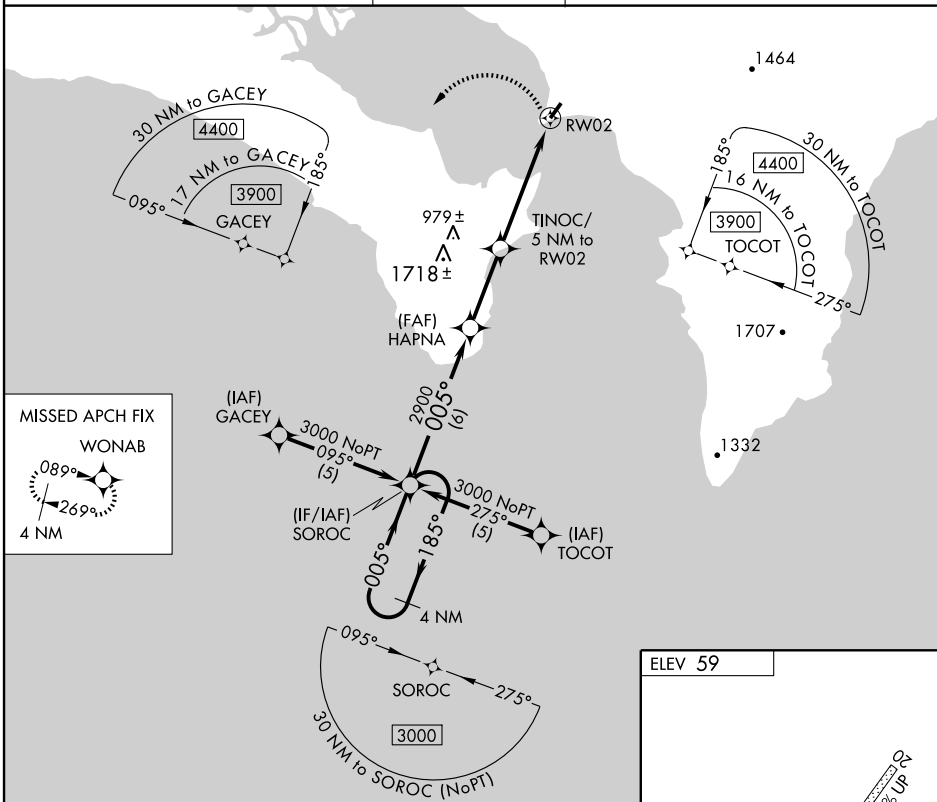 1464
30 NM to GACEY
4400
17 NM to GACEY
3900
185°
095°
GACEY
RW02
30 NM to TOCOT
4400
185°
16 NM to TOCOT
3900
TOCOT
275°
979±
1718±
TINOC/
5 NM to
RW02
(FAF)
HAPNA
1707
1332
2900
005°
(6)
(IAF)
GACEY
3000 NoPT
095°
(5)
MISSED APCH FIX
WONAB
089°
269°
4 NM
(IF/IAF)
SOROC
3000 NoPT
275°
(5)
(IAF)
TOCOT
005°
185°
4 NM
095°
SOROC
275°
3000
30 NM to SOROC (NoPT)
ELEV 59
20
% UP